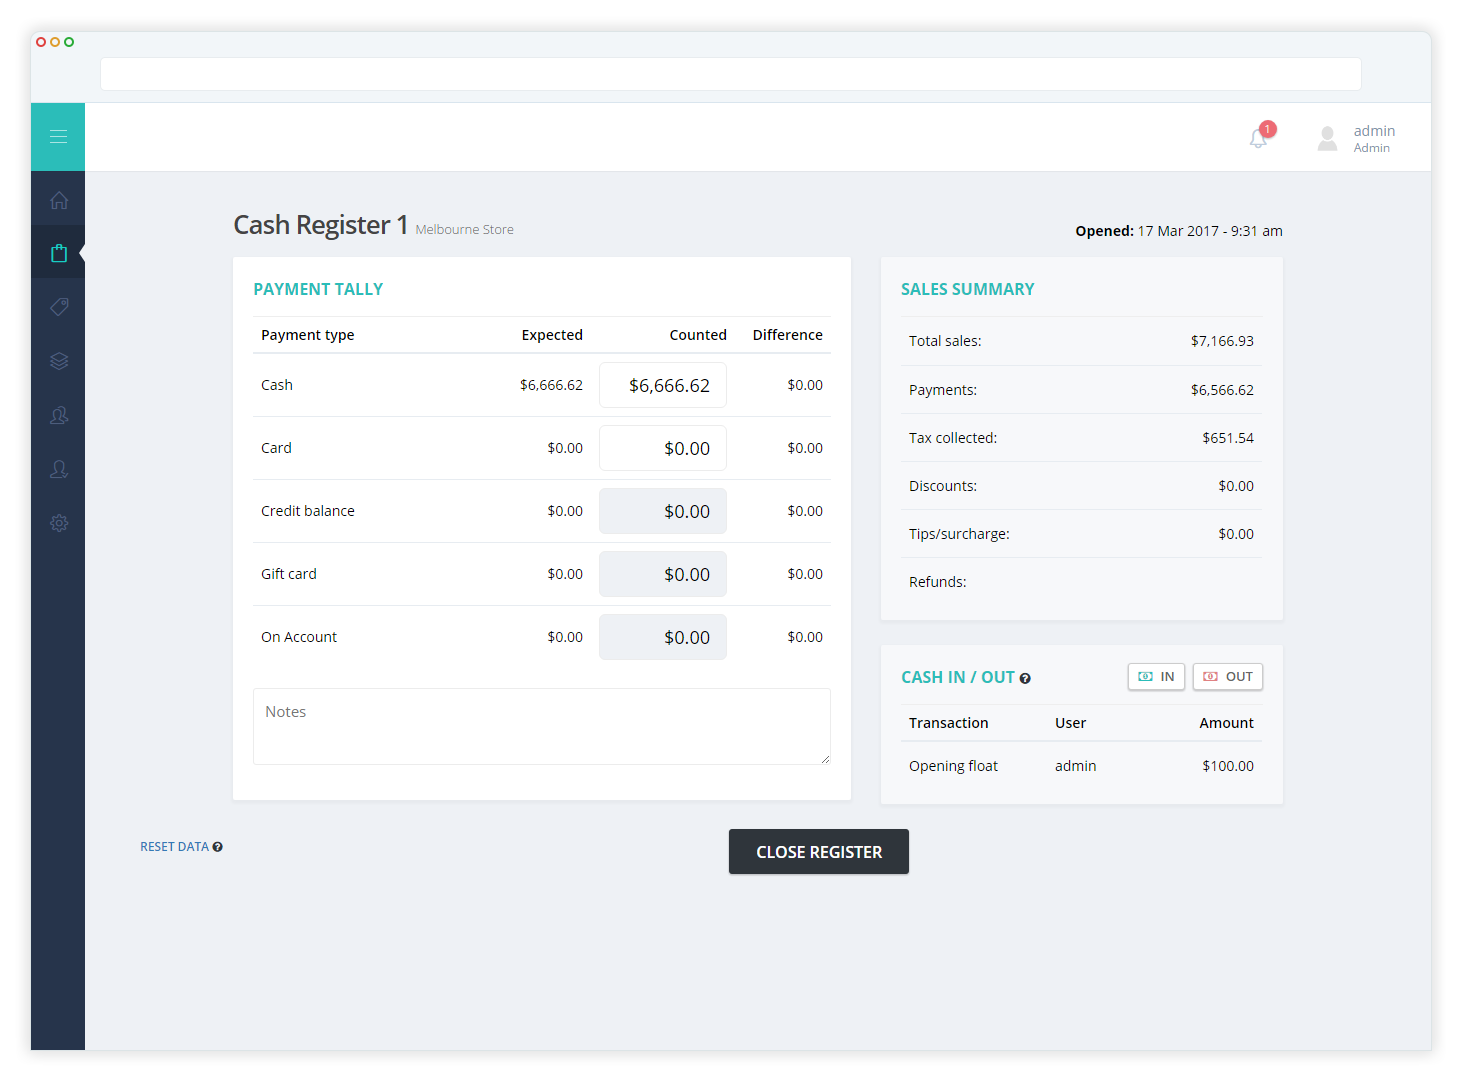 1
admin
Admin
Cash Register 1 Melbourne Store
Opened: 17 Mar 2017 - 9:31 am
PAYMENT TALLY
Payment type Expected Counted Difference
Cash $6,666.62 $6,666.62 $0.00
Card $0.00 $0.00 $0.00
Credit balance $0.00 $0.00 $0.00
Gift card $0.00 $0.00 $0.00
On Account $0.00 $0.00 $0.00
Notes
SALES SUMMARY
Total sales: $7,166.93
Payments: $6,566.62
Tax collected: $651.54
Discounts: $0.00
Tips/surcharge: $0.00
Refunds:
CASH IN / OUT ? IN OUT
Transaction User Amount
Opening float admin $100.00
RESET DATA ?
CLOSE REGISTER